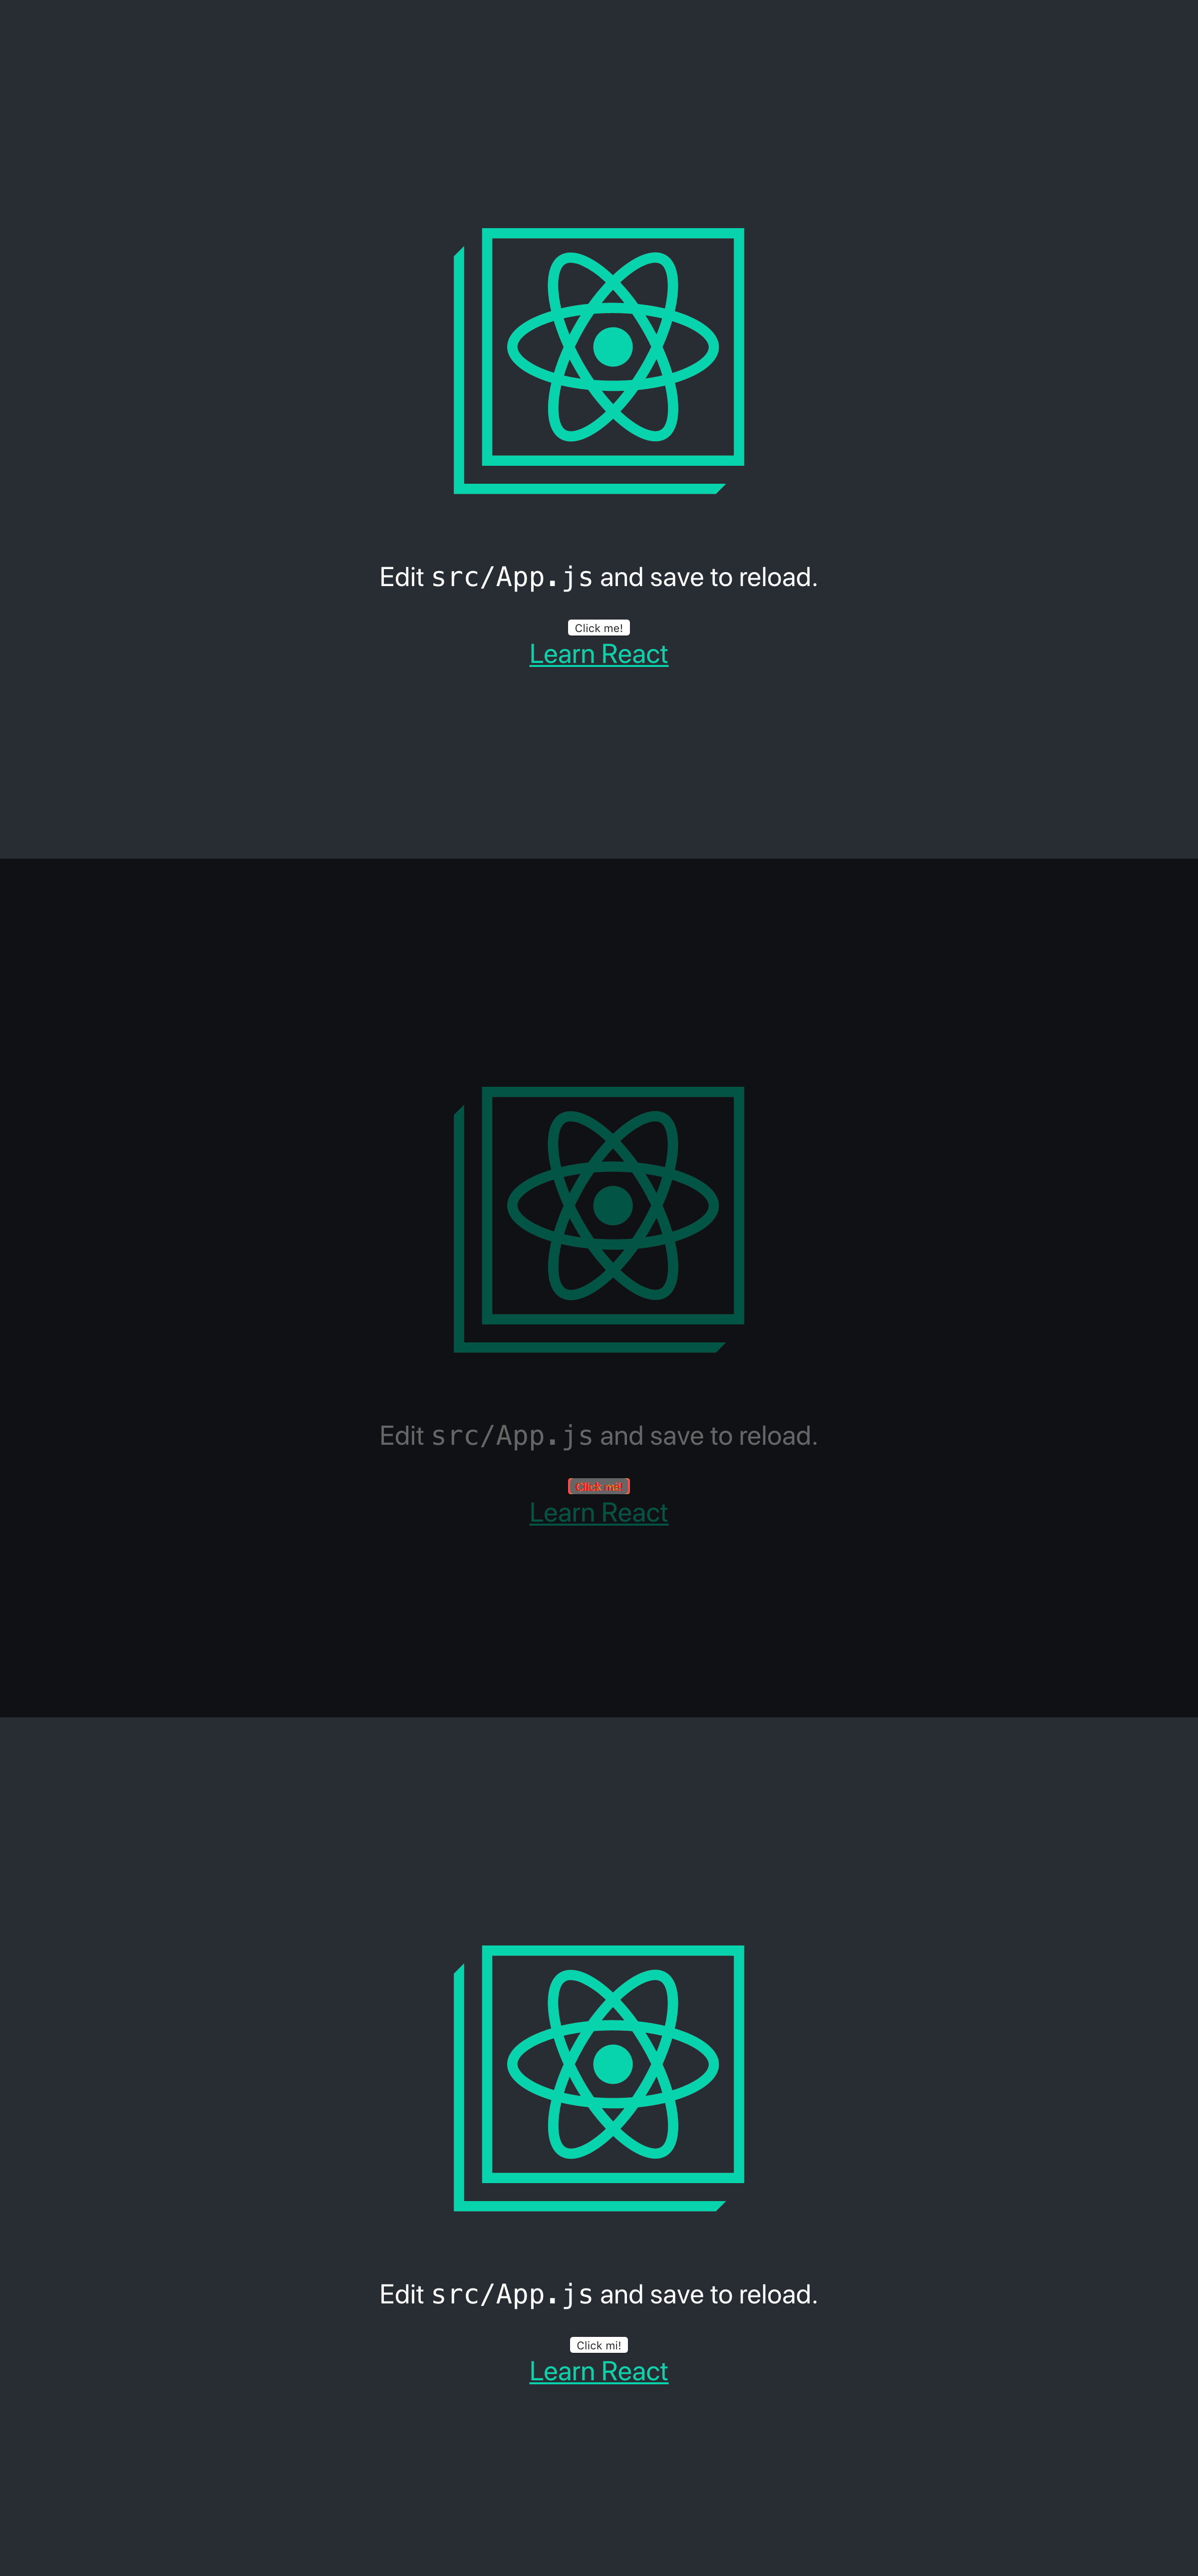 Edit src/App.js and save to reload.
Click me!
Learn React
Edit src/App.js and save to reload.
Click
Learn React
Edit src/App.js and save to reload.
Click mi!
Learn React